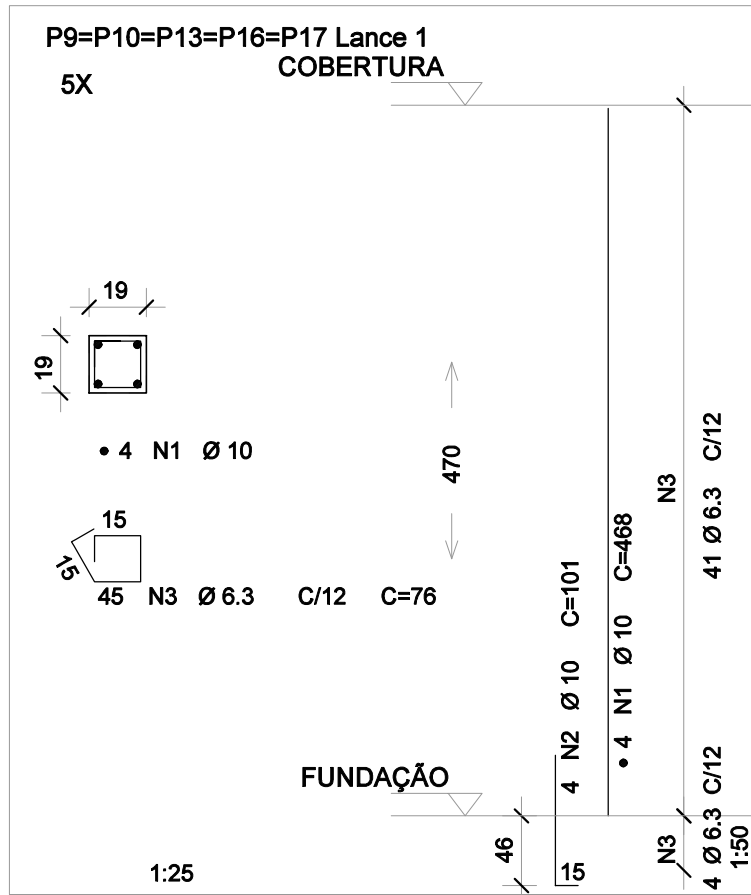 P9=P10=P13=P16=P17 Lance 1
COBERTURA
5X
19
19
• 4 N1 Ø 10
15
15
45 N3 Ø 6.3 C/12 C=76
470
4 N2 Ø 10 C=101
• 4 N1 Ø 10 C=468
N3
41 Ø 6.3 C/12
FUNDAÇÃO
46
15
N3
4 Ø 6.3 C/12
1:25
1:50